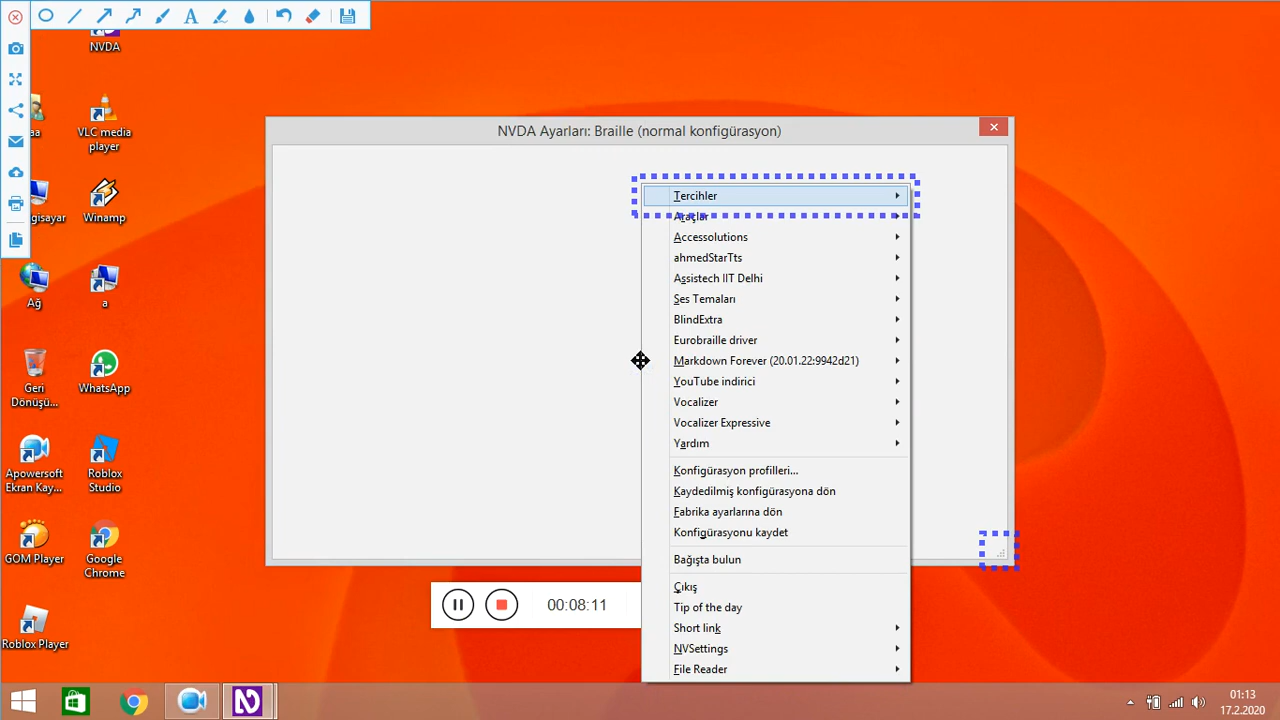 NVDA
aa
VLC media
player
gisayar
Winamp
Ağ
a
Geri
Dönüşü...
WhatsApp
Apowersoft
Ekran Kay...
Roblox
Studio
GOM Player
Google
Chrome
Roblox Player
NVDA Ayarları: Braille (normal konfigürasyon)
Tercihler
Araçlar
Accessolutions
ahmedStarTts
Assistech IIT Delhi
Ses Temaları
BlindExtra
Eurobraille driver
Markdown Forever (20.01.22:9942d21)
YouTube indirici
Vocalizer
Vocalizer Expressive
Yardım
Konfigürasyon profilleri...
Kaydedilmiş konfigürasyona dön
Fabrika ayarlarına dön
Konfigürasyonu kaydet
Bağışta bulun
Çıkış
Tip of the day
Short link
NVSettings
File Reader
00:08:11
01:13
17.2.2020